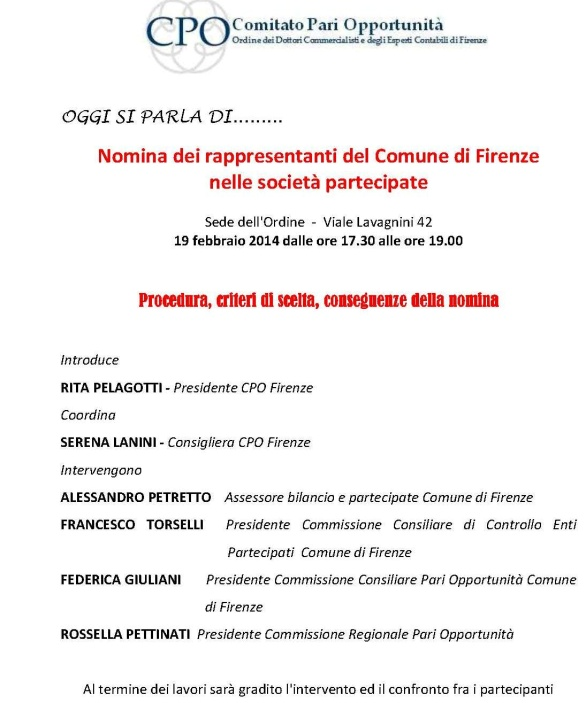 CPO Comitato Pari Opportunità
Ordine dei Dottori Commercialisti e degli Esperti Contabili di Firenze
OGGI SI PARLA DI.........
Nomina dei rappresentanti del Comune di Firenze
nelle società partecipate
Sede dell'Ordine - Viale Lavagnini 42
19 febbraio 2014 dalle ore 17.30 alle ore 19.00
Procedura, criteri di scelta, conseguenze della nomina
Introduce
RITA PELAGOTTI - Presidente CPO Firenze
Coordina
SERENA LANINI - Consigliera CPO Firenze
Intervengono
ALESSANDRO PETRETTO Assessore bilancio e partecipate Comune di Firenze
FRANCESCO TORSELLI Presidente Commissione Consiliare di Controllo Enti
Partecipati Comune di Firenze
FEDERICA GIULIANI Presidente Commissione Consiliare Pari Opportunità Comune
di Firenze
ROSSELLA PETTINATI Presidente Commissione Regionale Pari Opportunità
Al termine dei lavori sarà gradito l'intervento ed il confronto fra i partecipanti